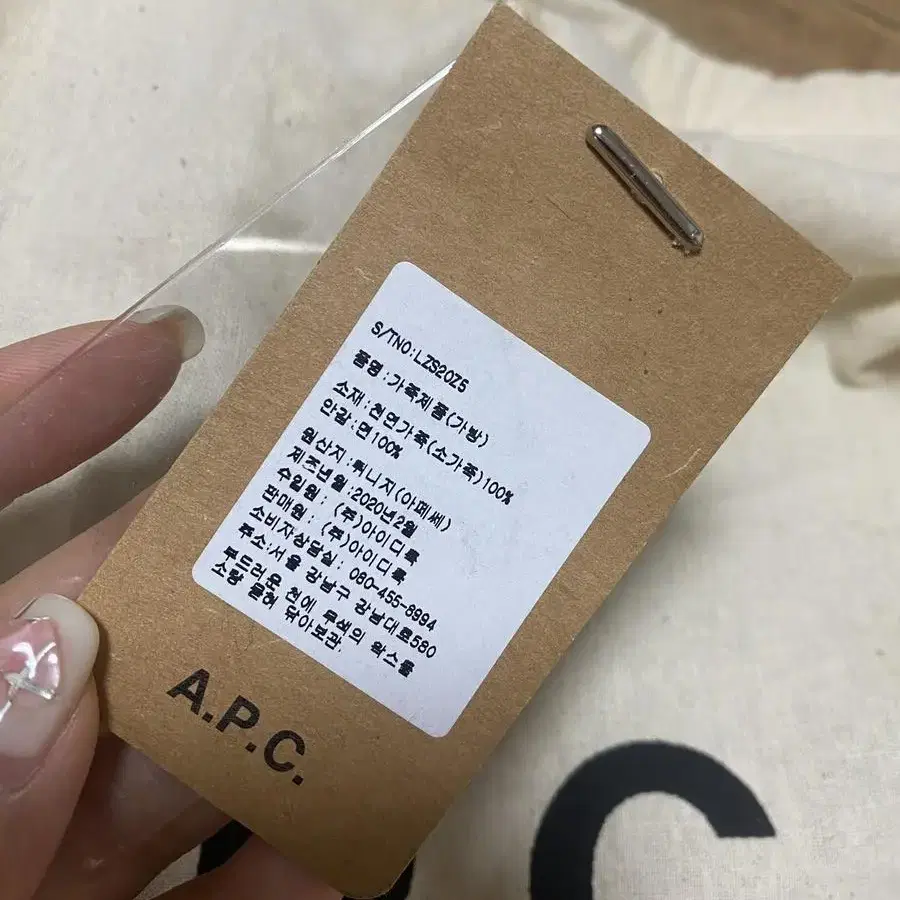 S/TNO:LZS20Z5
품명:가죽제품(가방)
소재:천연가죽(소가죽)100%
안감:면100%
원산지:튀니지(아페쎄)
제조년월:2020년2월
수입원: (주)아이디룩
판매원: (주)아이디룩
소비자상담실: 080-455-8994
주소:서울 강남구 강남대로580
부드러운 천에 무색의 왁스를
소량 묻혀 닦아보관.
A.P.C.
C